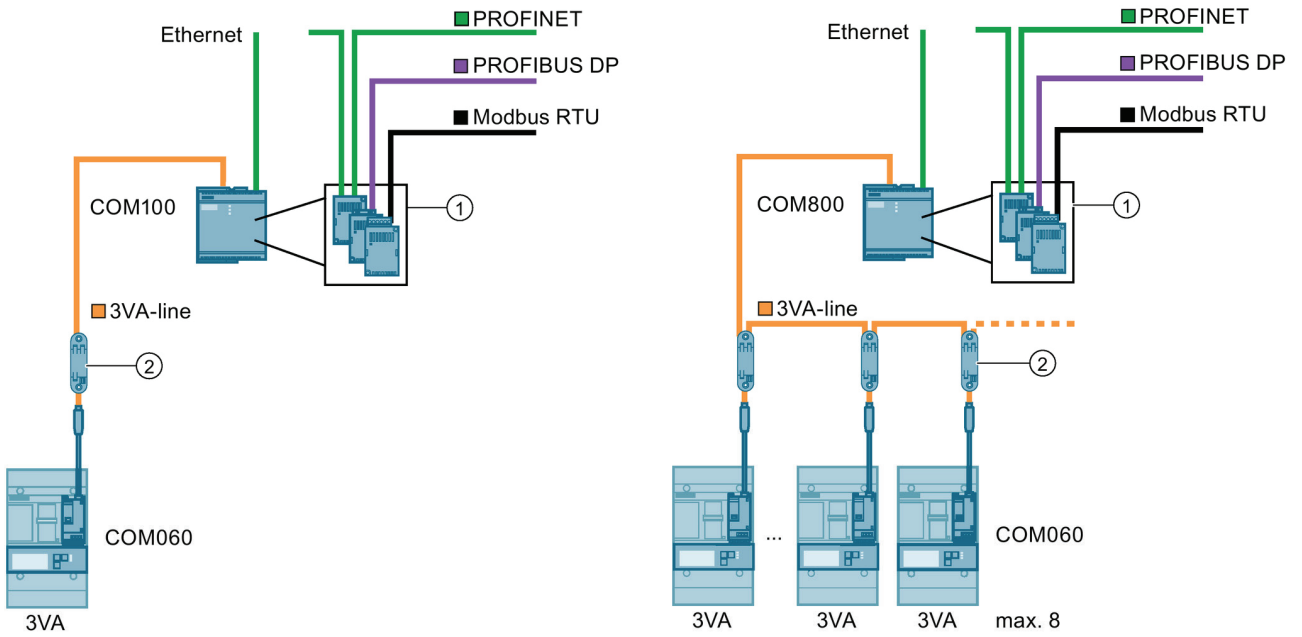 PROFINET
Ethernet
PROFIBUS DP
Modbus RTU
COM100
1
3VA-line
2
COM060
3VA
PROFINET
Ethernet
PROFIBUS DP
Modbus RTU
COM800
1
3VA-line
2
...
COM060
3VA
3VA
3VA
max. 8